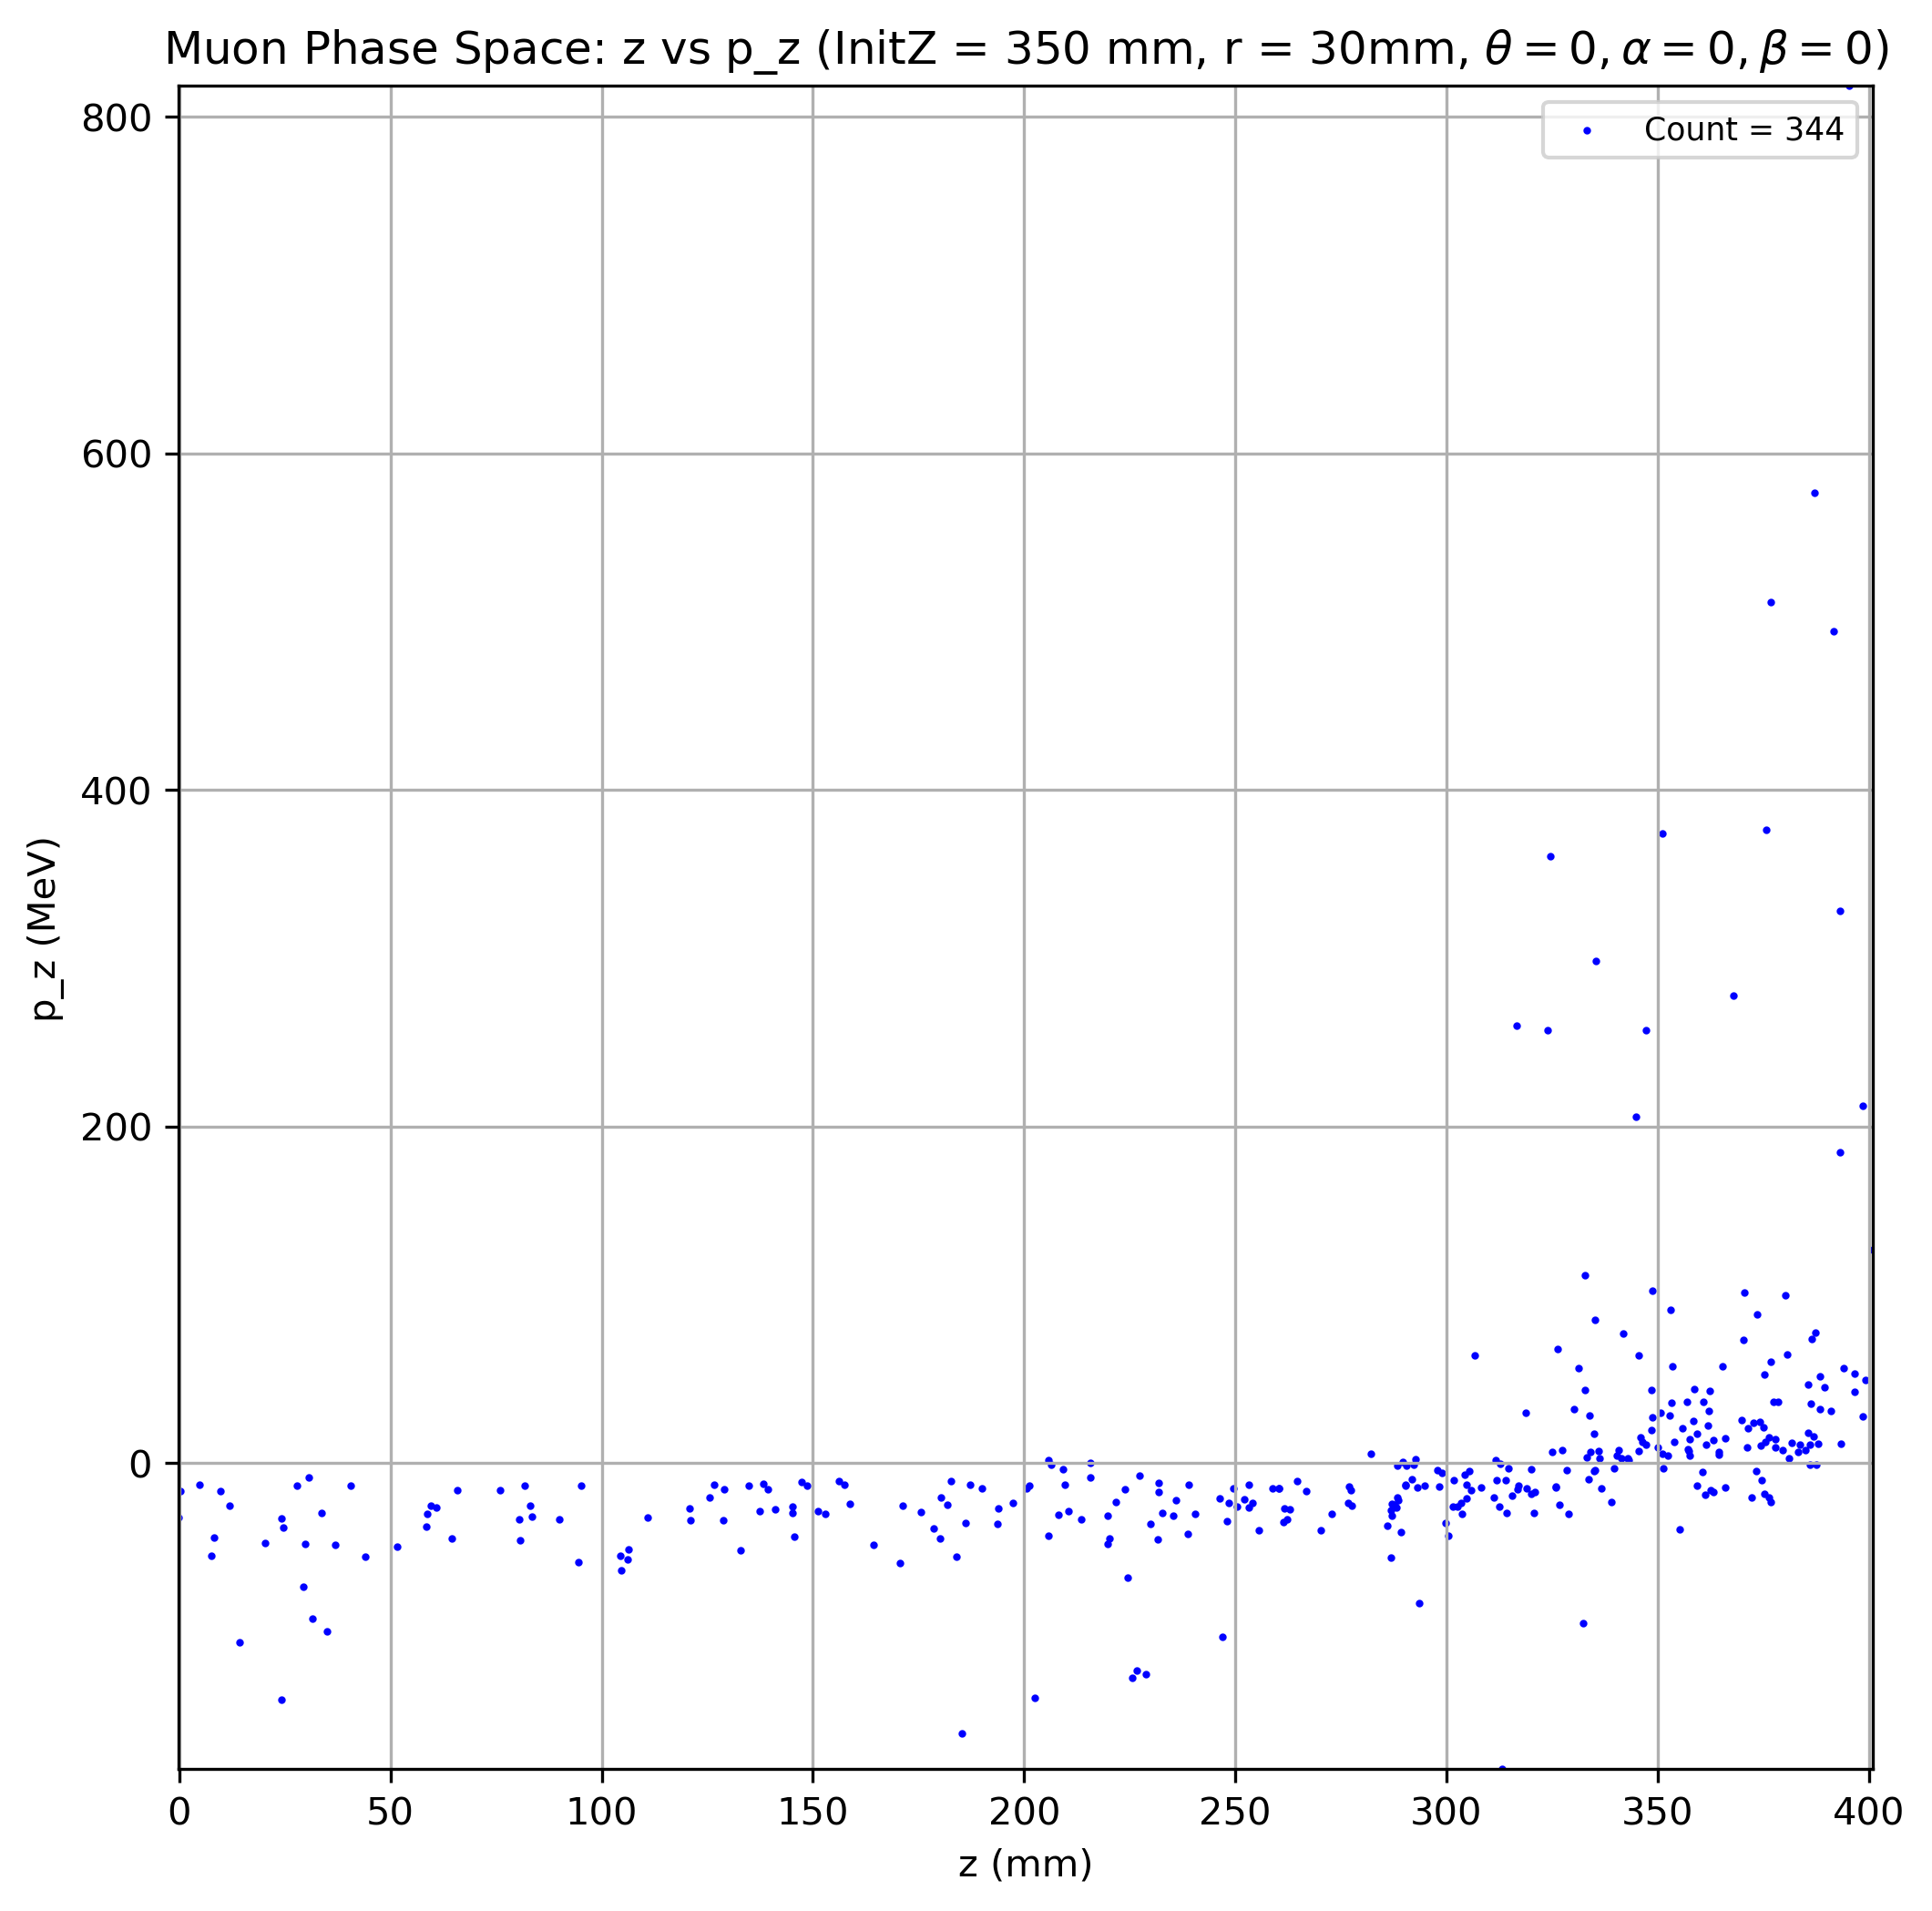 Muon Phase Space: z vs p_z (InitZ = 350 mm, r = 30mm, θ = 0, α = 0, β = 0)
Count = 344
800
600
400
200
0
p_z (MeV)
0 50 100 150 200 250 300 350 400
z (mm)